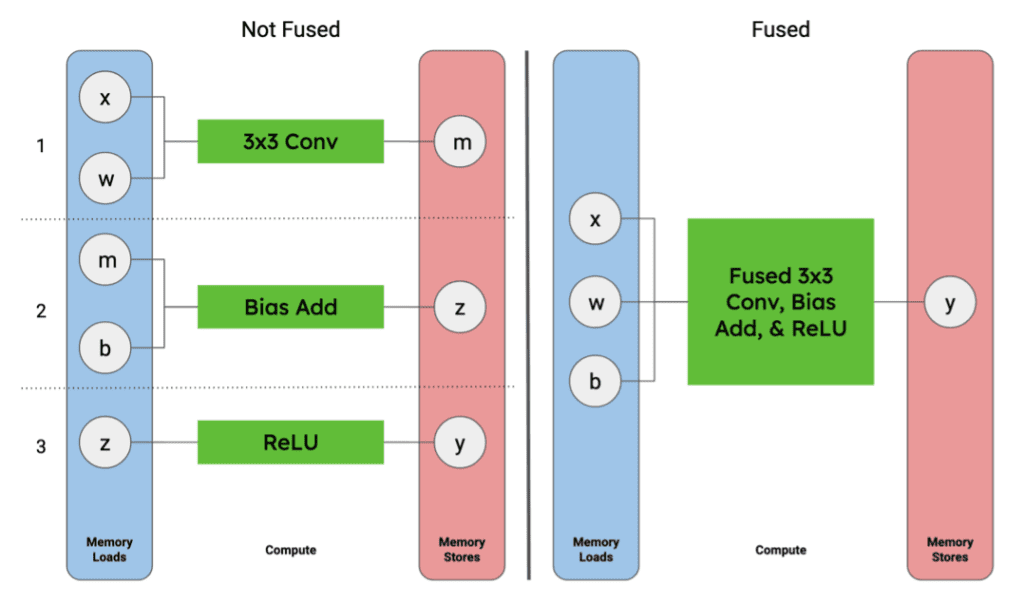 Not Fused
1
x
w
3x3 Conv
m
2
m
b
Bias Add
z
3
z
ReLU
y
Memory
Loads
Compute
Memory
Stores
Fused
x
w
b
Fused 3x3
Conv, Bias
Add, & ReLU
y
Memory
Loads
Compute
Memory
Stores